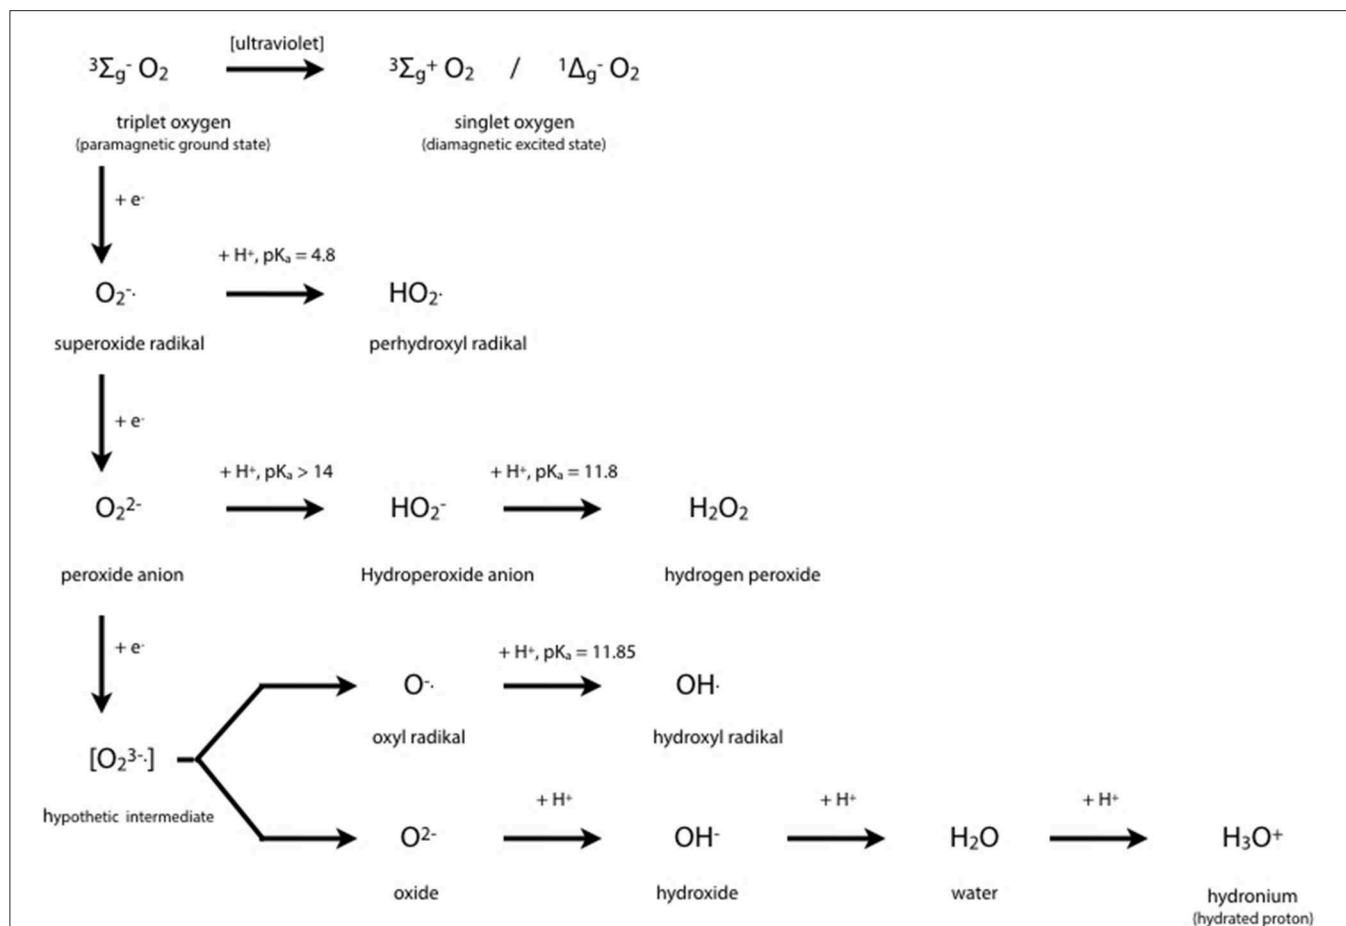 [ultraviolet]
³Σg⁻ O₂
³Σg⁺ O₂ / ¹Δg⁻ O₂
triplet oxygen
(paramagnetic ground state)
singlet oxygen
(diamagnetic excited state)
+ e⁻
+ H⁺, pKₐ = 4.8
O₂⁻·
HO₂·
superoxide radikal
perhydroxyl radikal
+ e⁻
+ H⁺, pKₐ > 14
+ H⁺, pKₐ = 11.8
O₂²⁻
HO₂⁻
H₂O₂
peroxide anion
Hydroperoxide anion
hydrogen peroxide
+ e⁻
+ H⁺, pKₐ = 11.85
O⁻·
OH·
oxyl radikal
hydroxyl radikal
[O₂³⁻·]
hypothetic intermediate
+ H⁺
+ H⁺
+ H⁺
O²⁻
OH⁻
H₂O
H₃O⁺
oxide
hydroxide
water
hydronium
(hydrated proton)